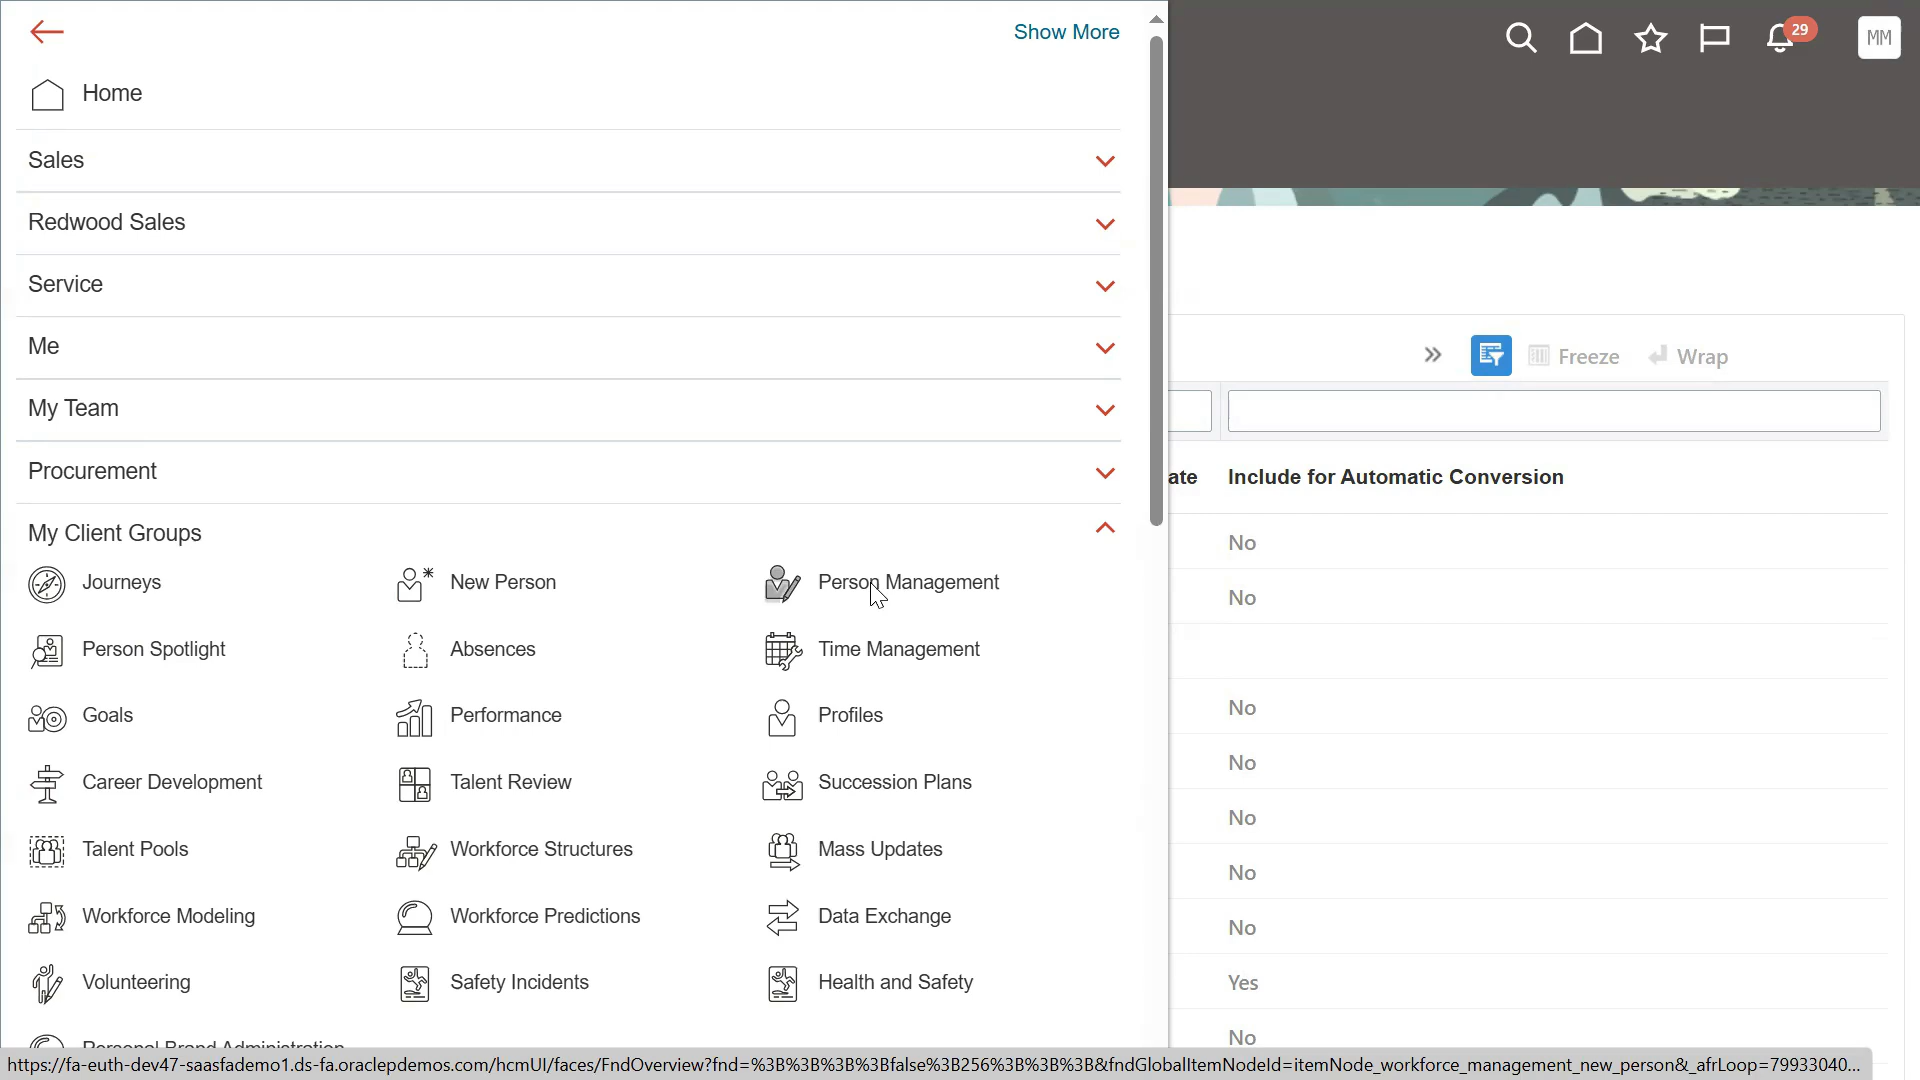 Show More
29
MM
Home
Sales
Redwood Sales
Service
Me
My Team
Procurement
My Client Groups
Journeys
New Person
Person Management
Person Spotlight
Absences
Time Management
Goals
Performance
Profiles
Career Development
Talent Review
Succession Plans
Talent Pools
Workforce Structures
Mass Updates
Workforce Modeling
Workforce Predictions
Data Exchange
Volunteering
Safety Incidents
Health and Safety
Personal Brand Administration
Freeze
Wrap
ate
Include for Automatic Conversion
No
No
No
No
No
No
No
Yes
No
https://fa-euth-dev47-saasfademo1.ds-fa.oraclepdemos.com/hcmUI/faces/FndOverview?fnd=%3B%3B%3B%3Bfalse%3B256%3B%3B%3B&fndGlobalItemNodeId=itemNode_workforce_management_new_person&_afrLoop=79933040...